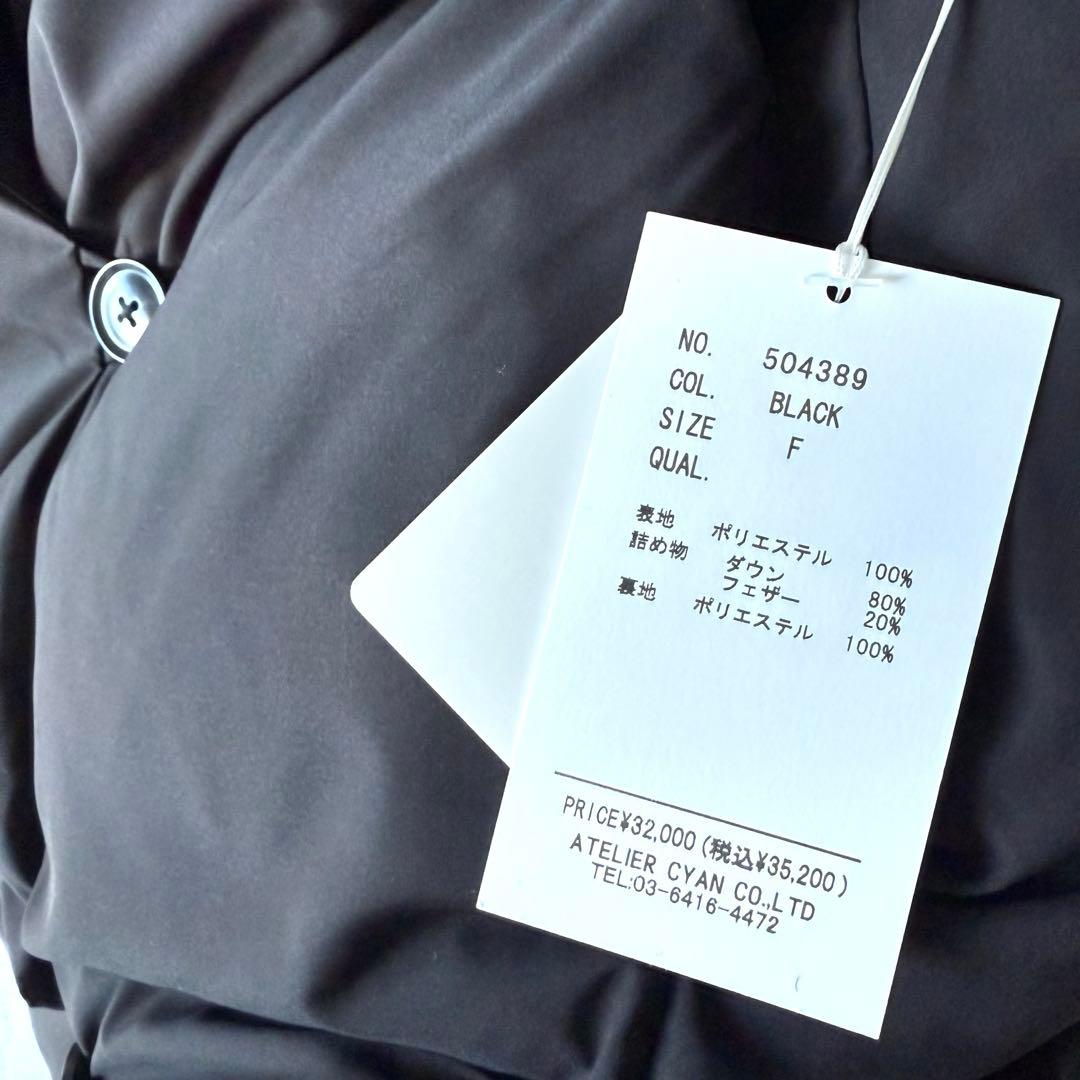 NO. 504389
COL. BLACK
SIZE F
QUAL.
表地 ポリエステル 100%
詰め物 ダウン 80%
フェザー 20%
裏地 ポリエステル 100%
PRICE¥32,000(税込¥35,200)
ATELIER CYAN CO.,LTD
TEL:03-6416-4472